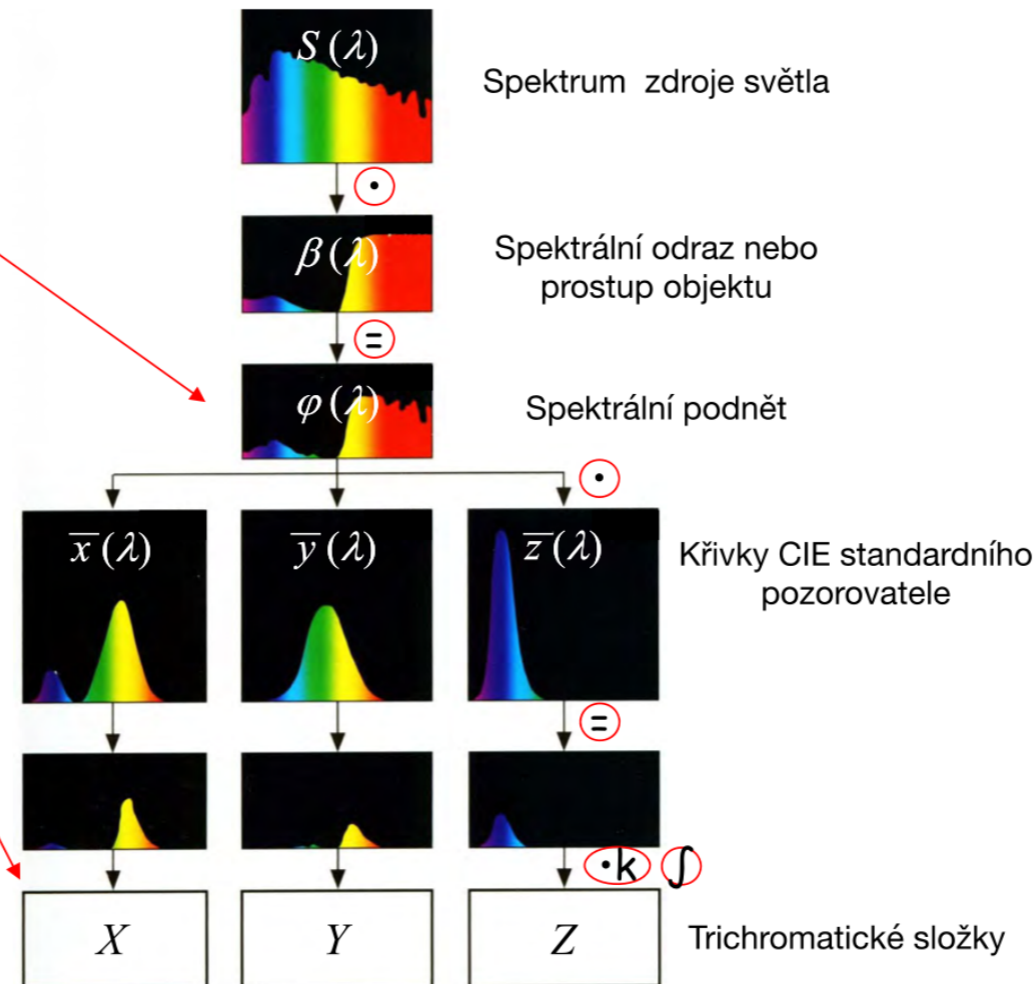 S (λ)
Spektrum zdroje světla
·
β (λ)
Spektrální odraz nebo
prostup objektu
=
φ (λ)
Spektrální podnět
·
x̅ (λ)
y̅ (λ)
z̅ (λ)
Křivky CIE standardního
pozorovatele
=
·k ∫
X
Y
Z
Trichromatické složky